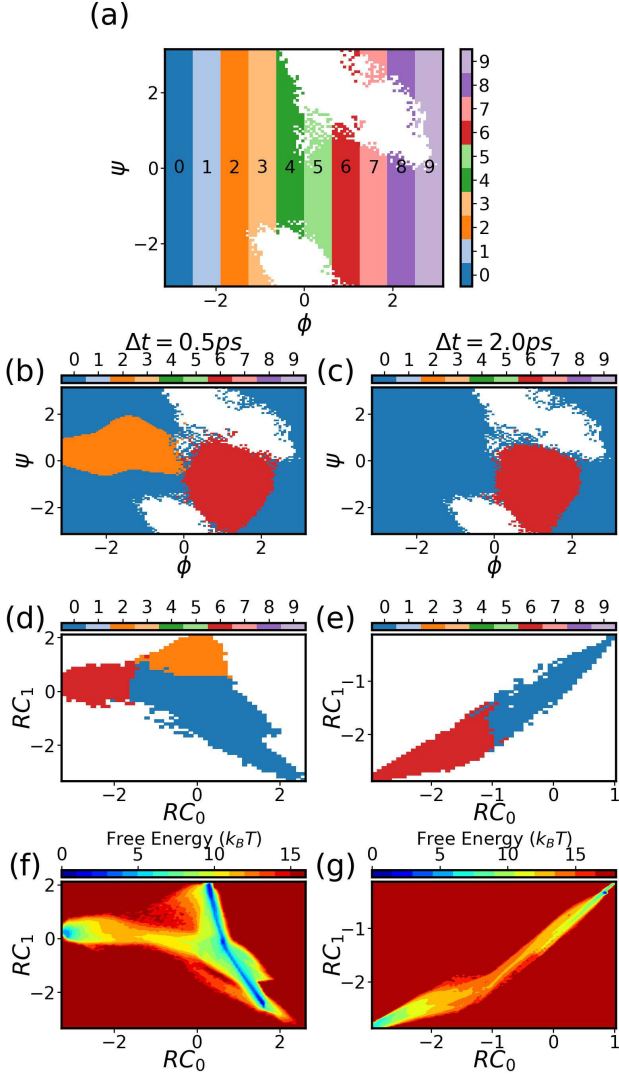 (a)
ψ
2
0
−2
0 1 2 3 4 5 6 7 8 9
−2 0 2
ϕ
9
8
7
6
5
4
3
2
1
0
Δt = 0.5ps
Δt = 2.0ps
(b)
0 1 2 3 4 5 6 7 8 9
ψ
2
0
−2
−2 0 2
ϕ
(c)
0 1 2 3 4 5 6 7 8 9
ψ
2
0
−2
−2 0 2
ϕ
(d)
0 1 2 3 4 5 6 7 8 9
RC1
2
0
−2
−2 0 2
RC0
(e)
0 1 2 3 4 5 6 7 8 9
RC1
−1
−2
−2 −1 0 1
RC0
(f)
Free Energy (kBT)
0 5 10 15
RC1
2
0
−2
−2 0 2
RC0
(g)
Free Energy (kBT)
0 5 10 15
RC1
−1
−2
−2 −1 0 1
RC0